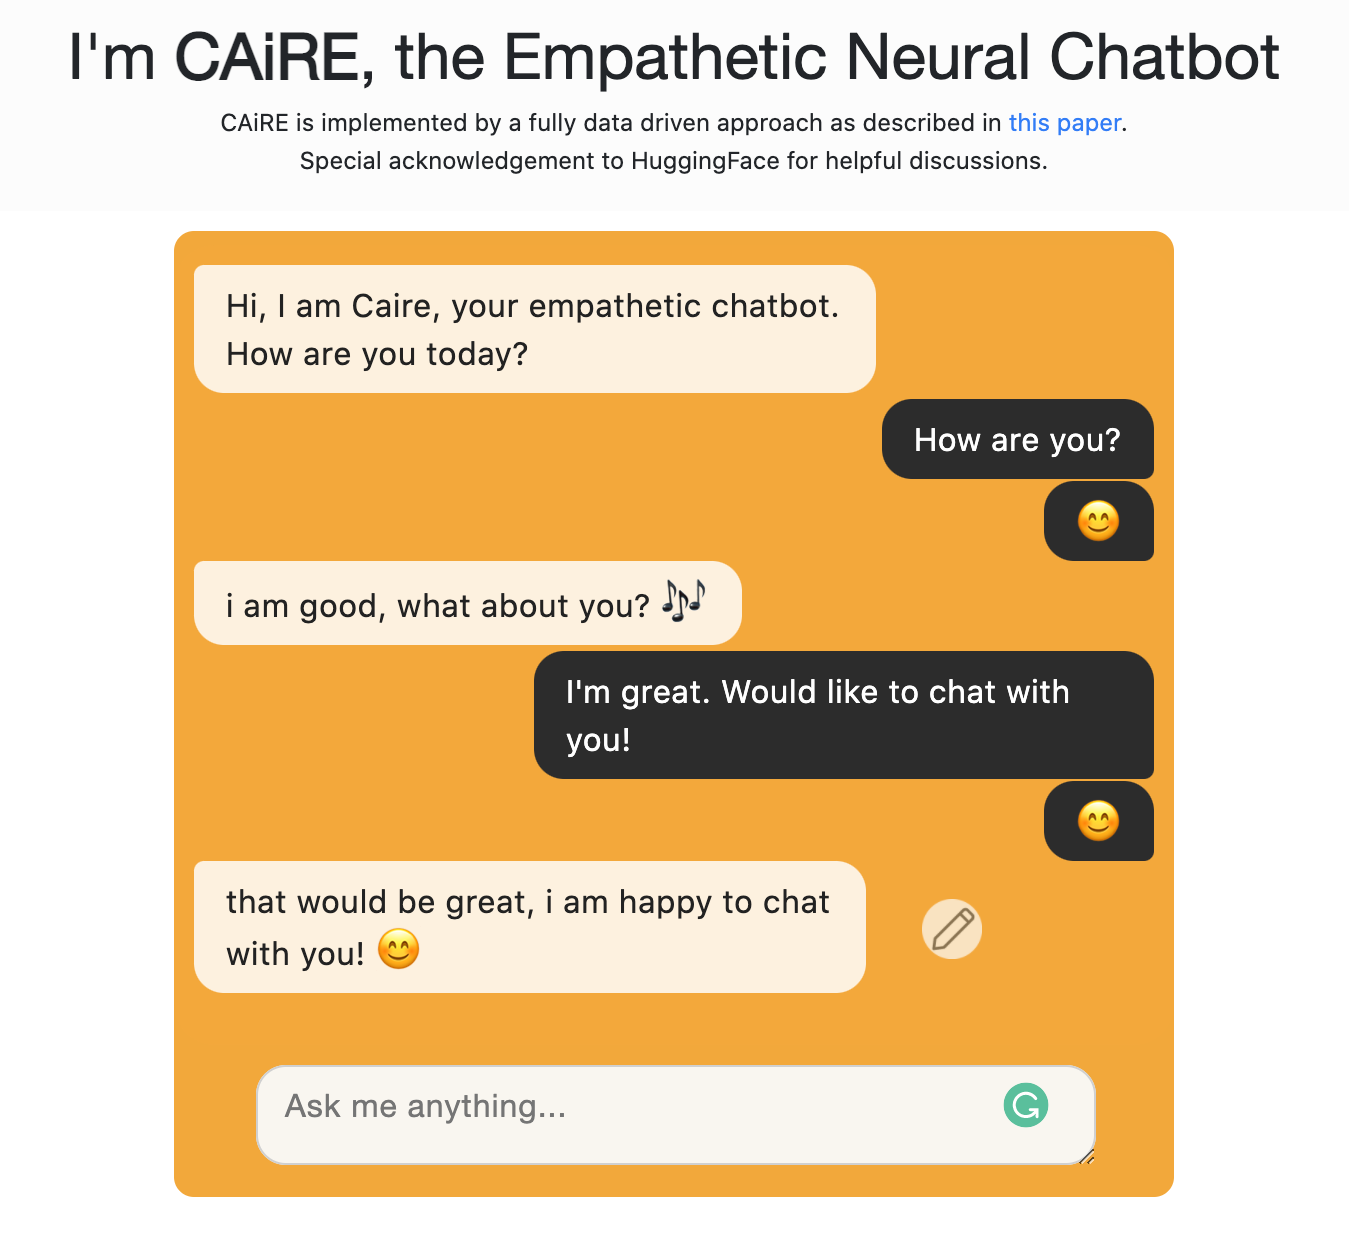 I'm CAiRE, the Empathetic Neural Chatbot
CAiRE is implemented by a fully data driven approach as described in this paper.
Special acknowledgement to HuggingFace for helpful discussions.
Hi, I am Caire, your empathetic chatbot.
How are you today?
How are you?
😊
i am good, what about you? 🎶
I'm great. Would like to chat with
you!
😊
that would be great, i am happy to chat
with you! 😊
Ask me anything...